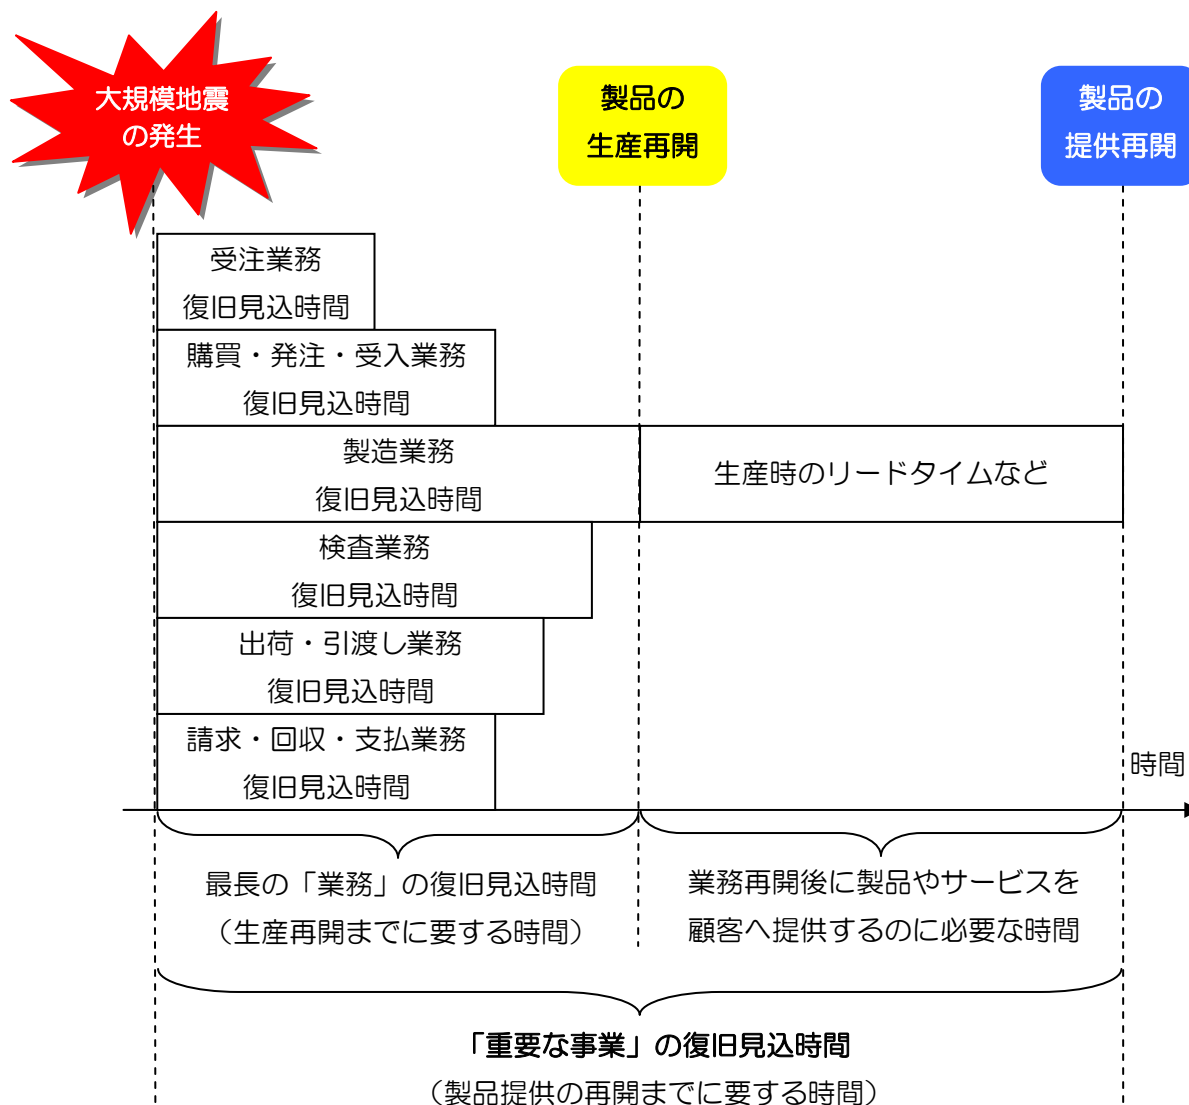 大規模地震
の発生
製品の
生産再開
製品の
提供再開
受注業務
復旧見込時間
購買・発注・受入業務
復旧見込時間
製造業務
復旧見込時間
生産時のリードタイムなど
検査業務
復旧見込時間
出荷・引渡し業務
復旧見込時間
請求・回収・支払業務
復旧見込時間
時間
最長の「業務」の復旧見込時間
（生産再開までに要する時間）
業務再開後に製品やサービスを
顧客へ提供するのに必要な時間
「重要な事業」の復旧見込時間
（製品提供の再開までに要する時間）